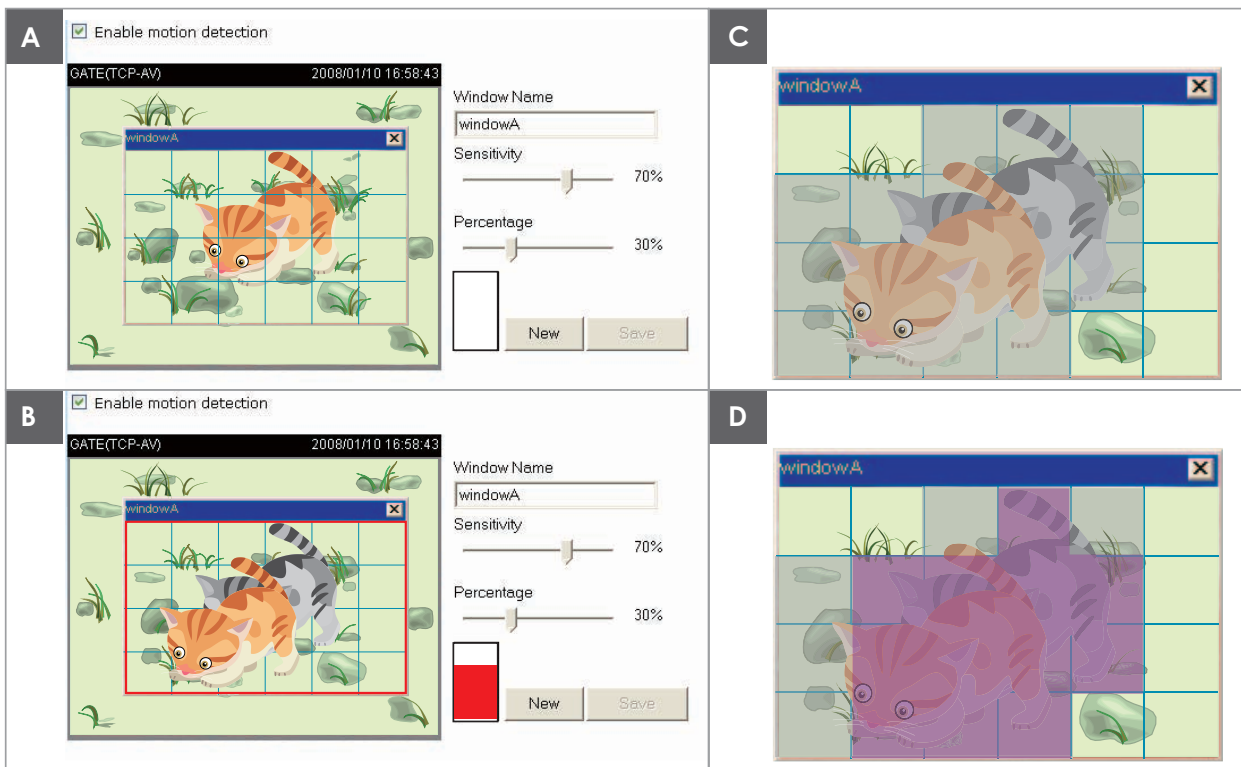 A
Enable motion detection
GATE(TCP-AV) 2008/01/10 16:58:43
windowA
Window Name
windowA
Sensitivity
70%
Percentage
30%
New Save
B
Enable motion detection
GATE(TCP-AV) 2008/01/10 16:58:43
windowA
Window Name
windowA
Sensitivity
70%
Percentage
30%
New Save
C
windowA
D
windowA